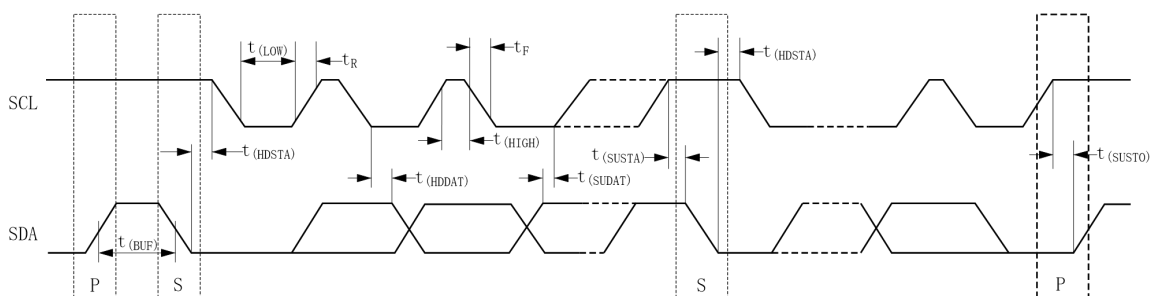 t(LOW)
tR
tF
t(HDSTA)
SCL
t(HDSTA)
t(HIGH)
t(SUSTA)
t(SUSTO)
t(HDDAT)
t(SUDAT)
SDA
t(BUF)
P
S
S
P